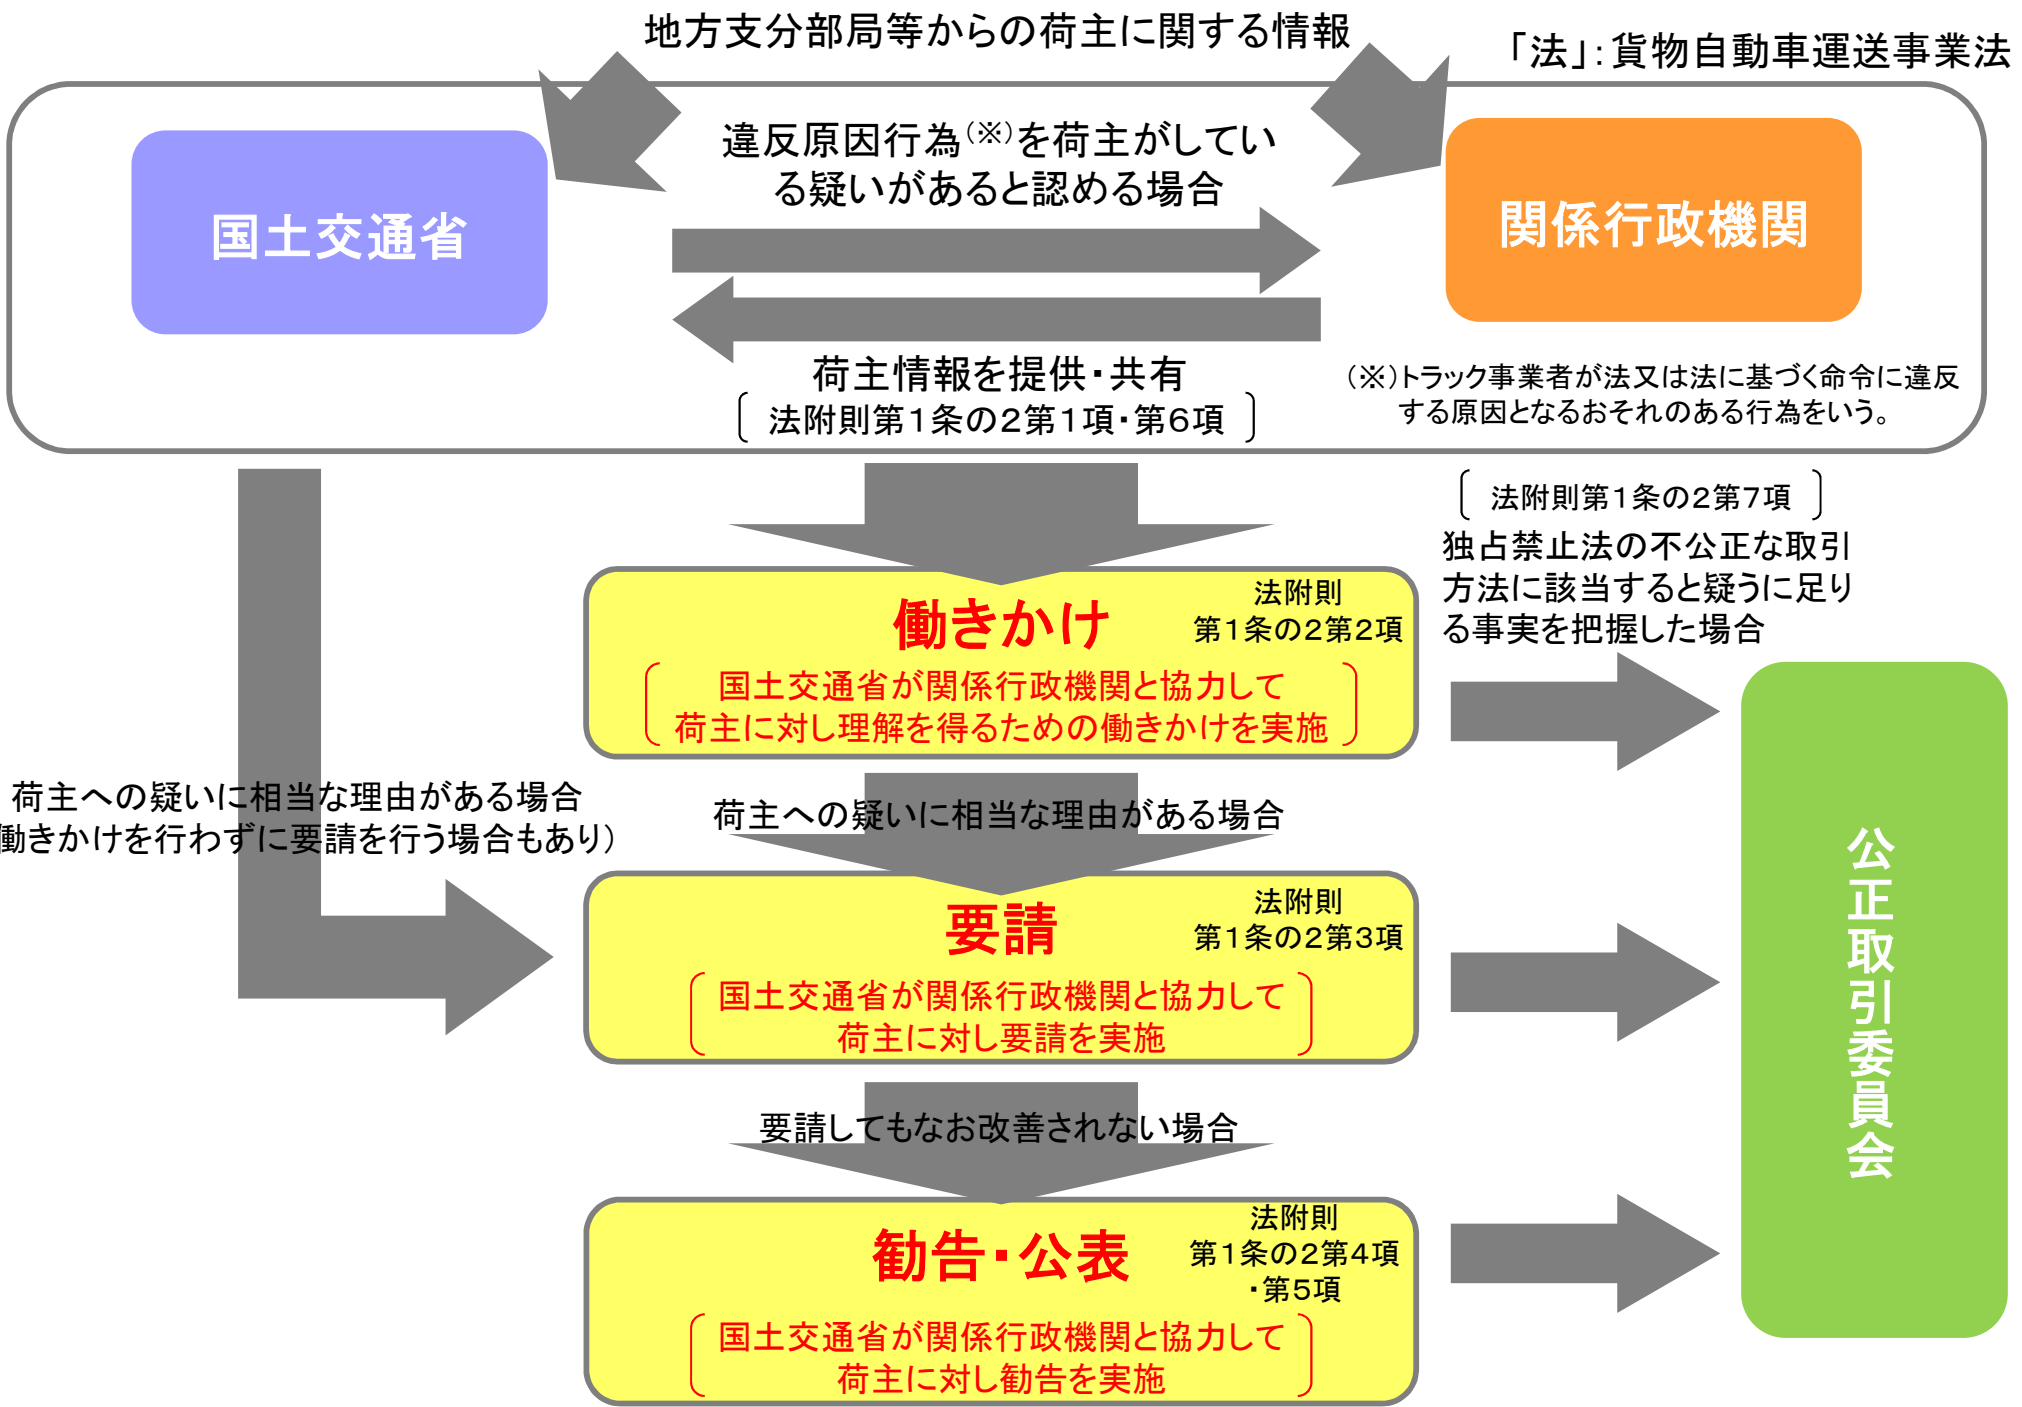 地方支分部局等からの荷主に関する情報
「法」：貨物自動車運送事業法
違反原因行為(※)を荷主がしてい
る疑いがあると認める場合
国土交通省
関係行政機関
荷主情報を提供・共有
法附則第１条の２第１項・第６項
(※)トラック事業者が法又は法に基づく命令に違反
する原因となるおそれのある行為をいう。
法附則第１条の２第７項
独占禁止法の不公正な取引
方法に該当すると疑うに足り
る事実を把握した場合
働きかけ
法附則
第１条の２第２項
国土交通省が関係行政機関と協力して
荷主に対し理解を得るための働きかけを実施
荷主への疑いに相当な理由がある場合
働きかけを行わずに要請を行う場合もあり）
荷主への疑いに相当な理由がある場合
要請
法附則
第１条の２第３項
国土交通省が関係行政機関と協力して
荷主に対し要請を実施
要請してもなお改善されない場合
勧告・公表
法附則
第１条の２第４項
・第５項
国土交通省が関係行政機関と協力して
荷主に対し勧告を実施
公正取引委員会